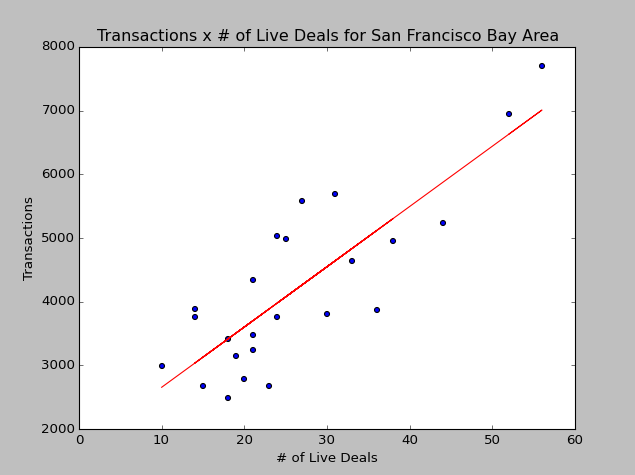 Transactions x # of Live Deals for San Francisco Bay Area
8000
7000
6000
5000
4000
3000
2000
Transactions
0 10 20 30 40 50 60
# of Live Deals